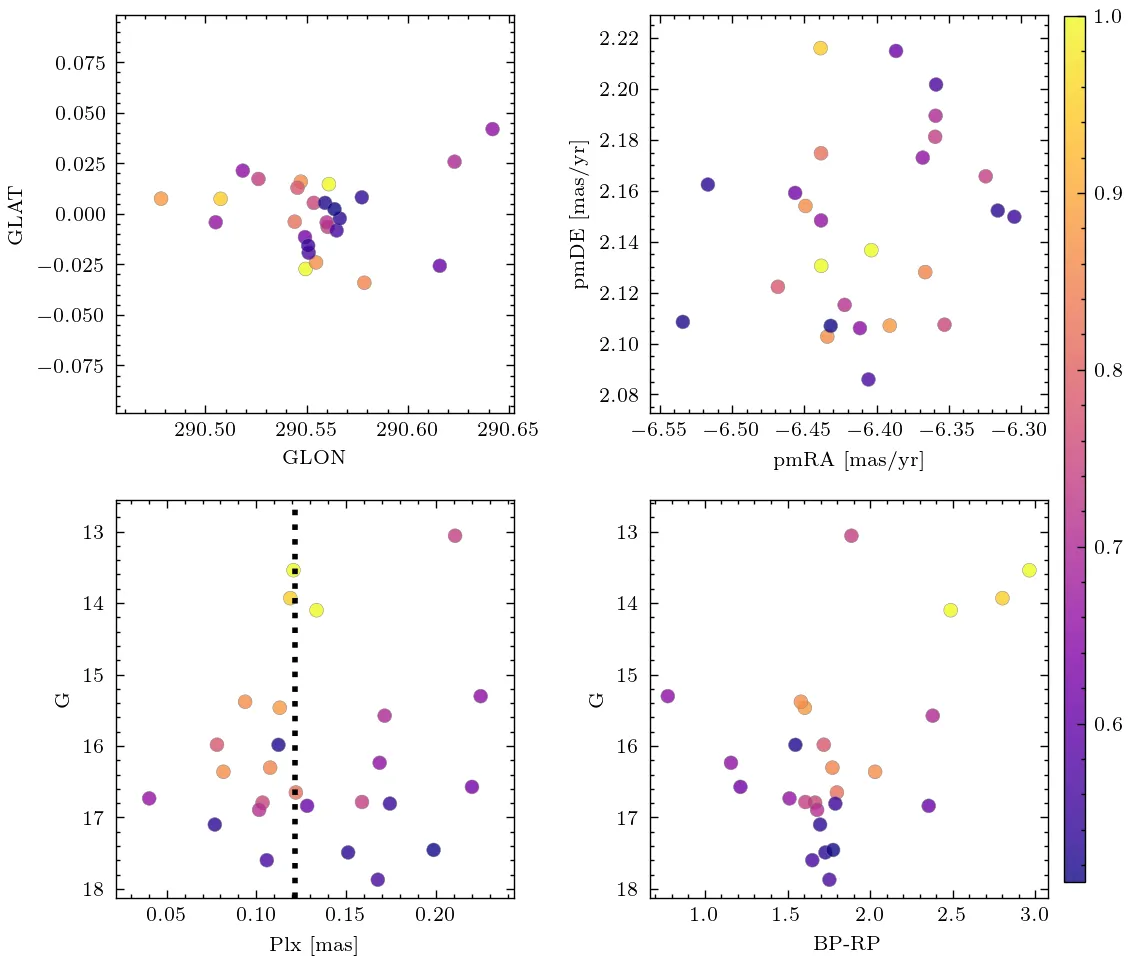 0.075
0.050
0.025
0.000
−0.025
−0.050
−0.075
GLAT
290.50 290.55 290.60 290.65
GLON
2.22
2.20
2.18
2.16
2.14
2.12
2.10
2.08
pmDE [mas/yr]
−6.55 −6.50 −6.45 −6.40 −6.35 −6.30
pmRA [mas/yr]
1.0
0.9
0.8
0.7
0.6
13
14
15
16
17
18
G
0.05 0.10 0.15 0.20
Plx [mas]
13
14
15
16
17
18
G
1.0 1.5 2.0 2.5 3.0
BP-RP